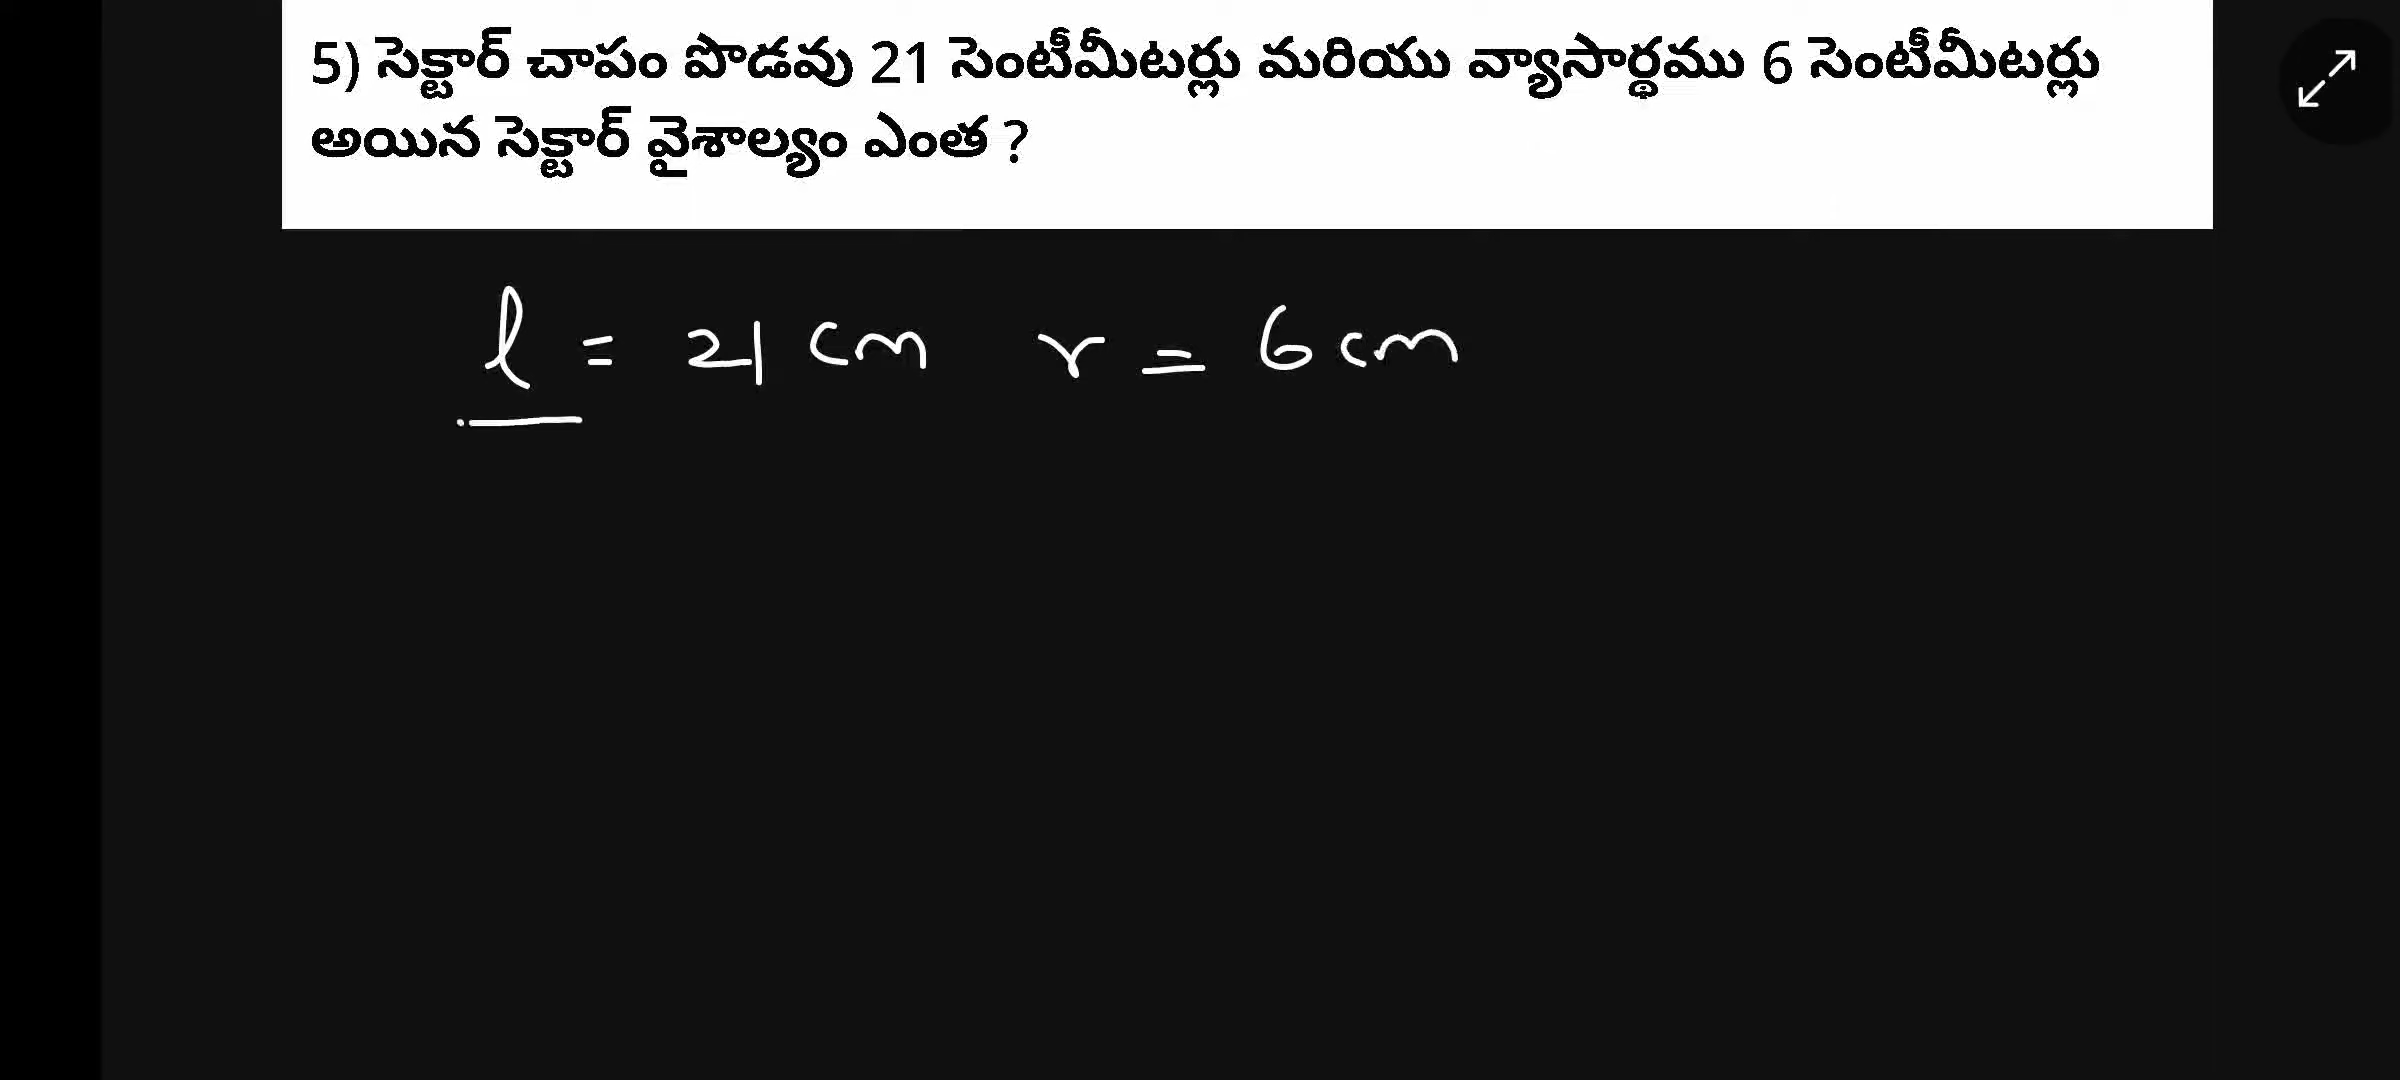 5) సెక్టార్ చాపం పొడవు 21 సెంటీమీటర్లు మరియు వ్యాసార్థము 6 సెంటీమీటర్లు
అయిన సెక్టార్ వైశాల్యం ఎంత ?
l = 21 cm r = 6 cm